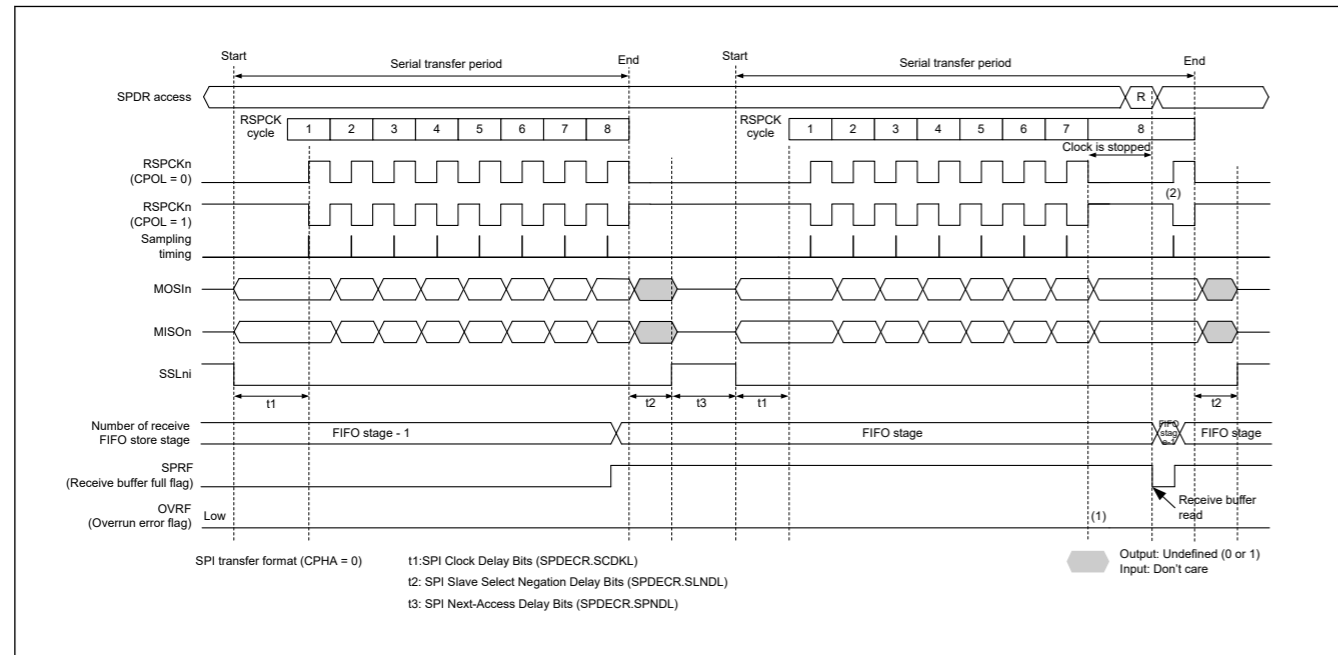 Start
Serial transfer period
End
Start
Serial transfer period
End
SPDR access
R
RSPCK
cycle
1 2 3 4 5 6 7 8
RSPCK
cycle
1 2 3 4 5 6 7 8
Clock is stopped
RSPCKn
(CPOL = 0)
(2)
RSPCKn
(CPOL = 1)
Sampling
timing
MOSIn
MISOn
SSLni
t1
t2
t3
t1
t2
Number of receive
FIFO store stage
FIFO stage - 1
FIFO stage
FIFO
stag
e-1
FIFO stage
SPRF
(Receive buffer full flag)
Receive buffer
read
OVRF
(Overrun error flag)
Low
(1)
SPI transfer format (CPHA = 0)
t1:SPI Clock Delay Bits (SPDECR.SCDKL)
t2: SPI Slave Select Negation Delay Bits (SPDECR.SLNDL)
t3: SPI Next-Access Delay Bits (SPDECR.SPNDL)
Output: Undefined (0 or 1)
Input: Don't care